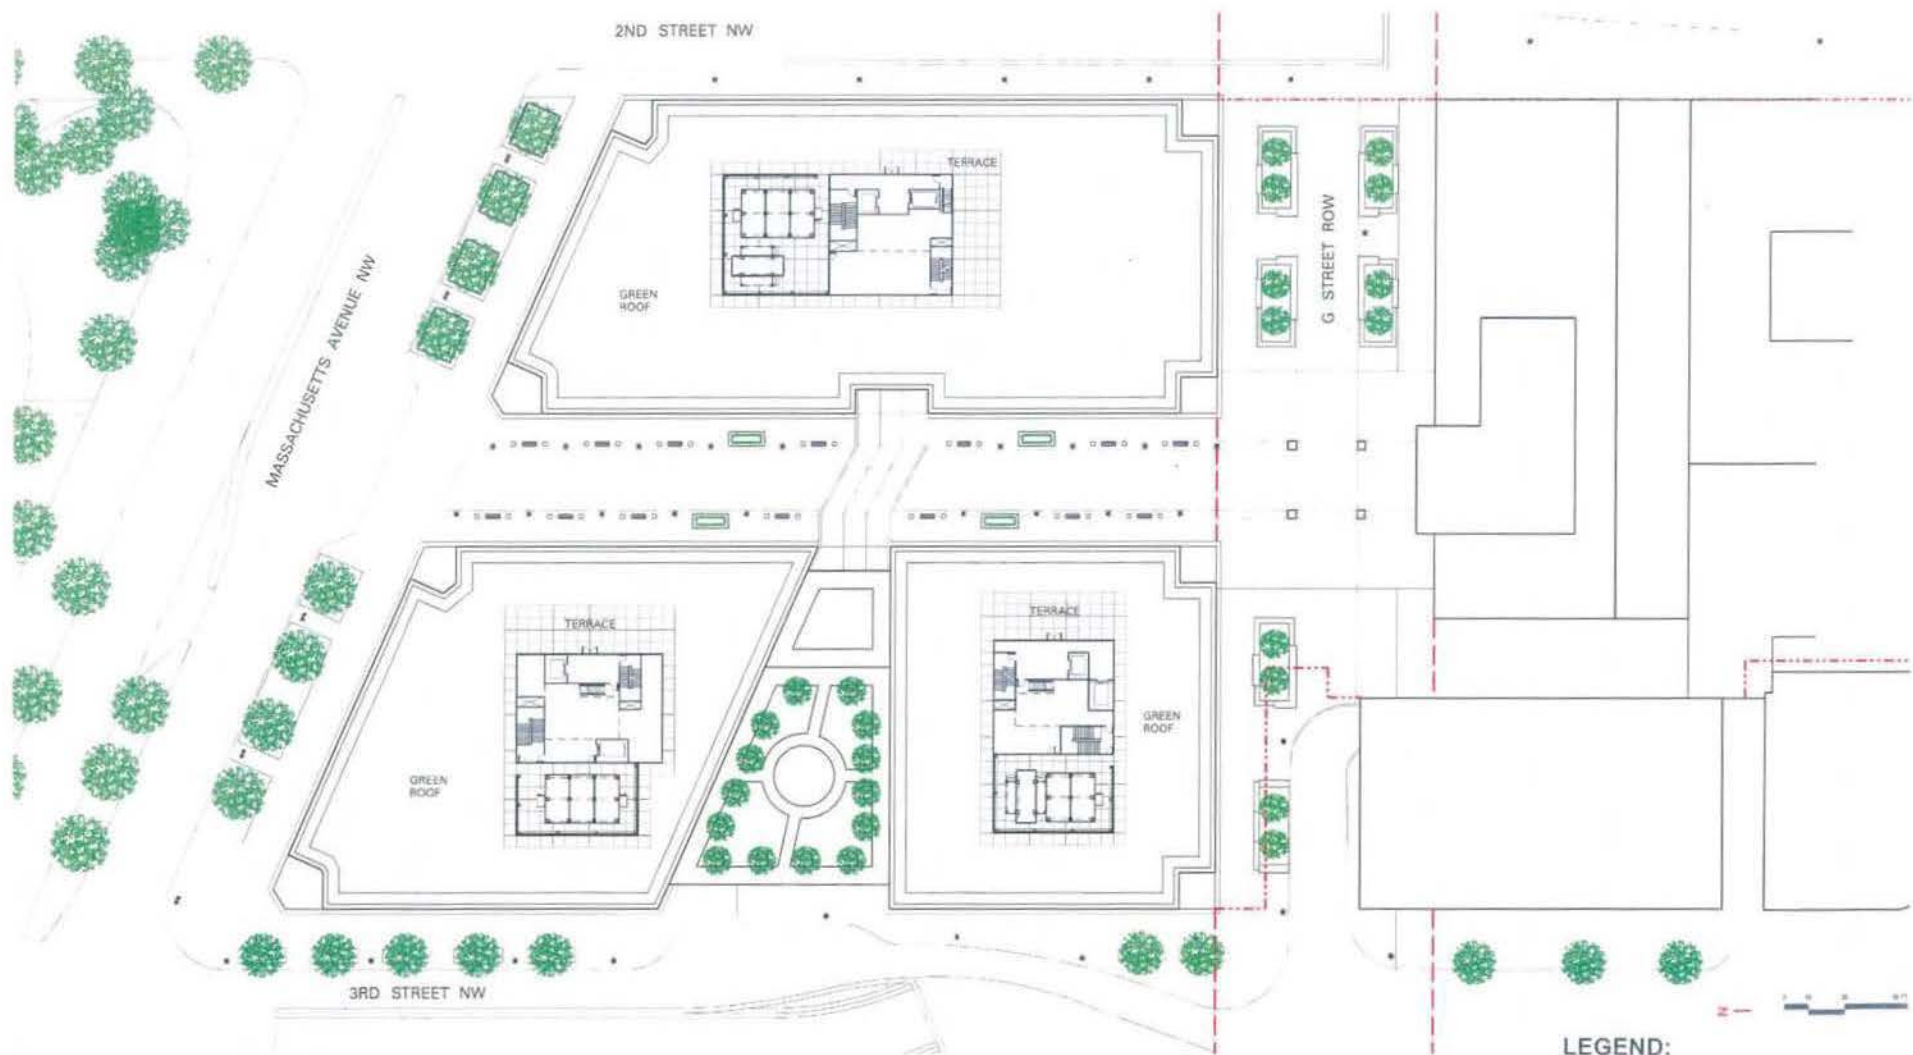 2ND STREET NW
TERRACE
MASSACHUSETTS AVENUE NW
GREEN
ROOF
G STREET ROW
TERRACE
TERRACE
GREEN
ROOF
GREEN
ROOF
3RD STREET NW
N
LEGEND: